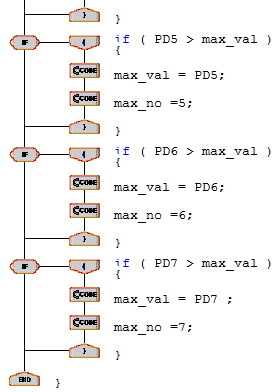 }
IF { if ( PD5 > max_val )
{
CODE max_val = PD5;
CODE max_no =5;
} }
IF { if ( PD6 > max_val )
{
CODE max_val = PD6;
CODE max_no =6;
} }
IF { if ( PD7 > max_val )
{
CODE max_val = PD7 ;
CODE max_no =7;
} }
END }